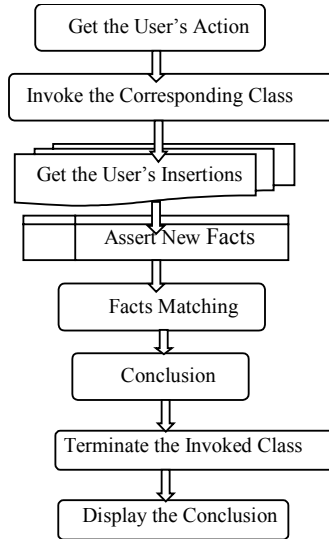 Get the User's Action
Invoke the Corresponding Class
Get the User's Insertions
Assert New Facts
Facts Matching
Conclusion
Terminate the Invoked Class
Display the Conclusion